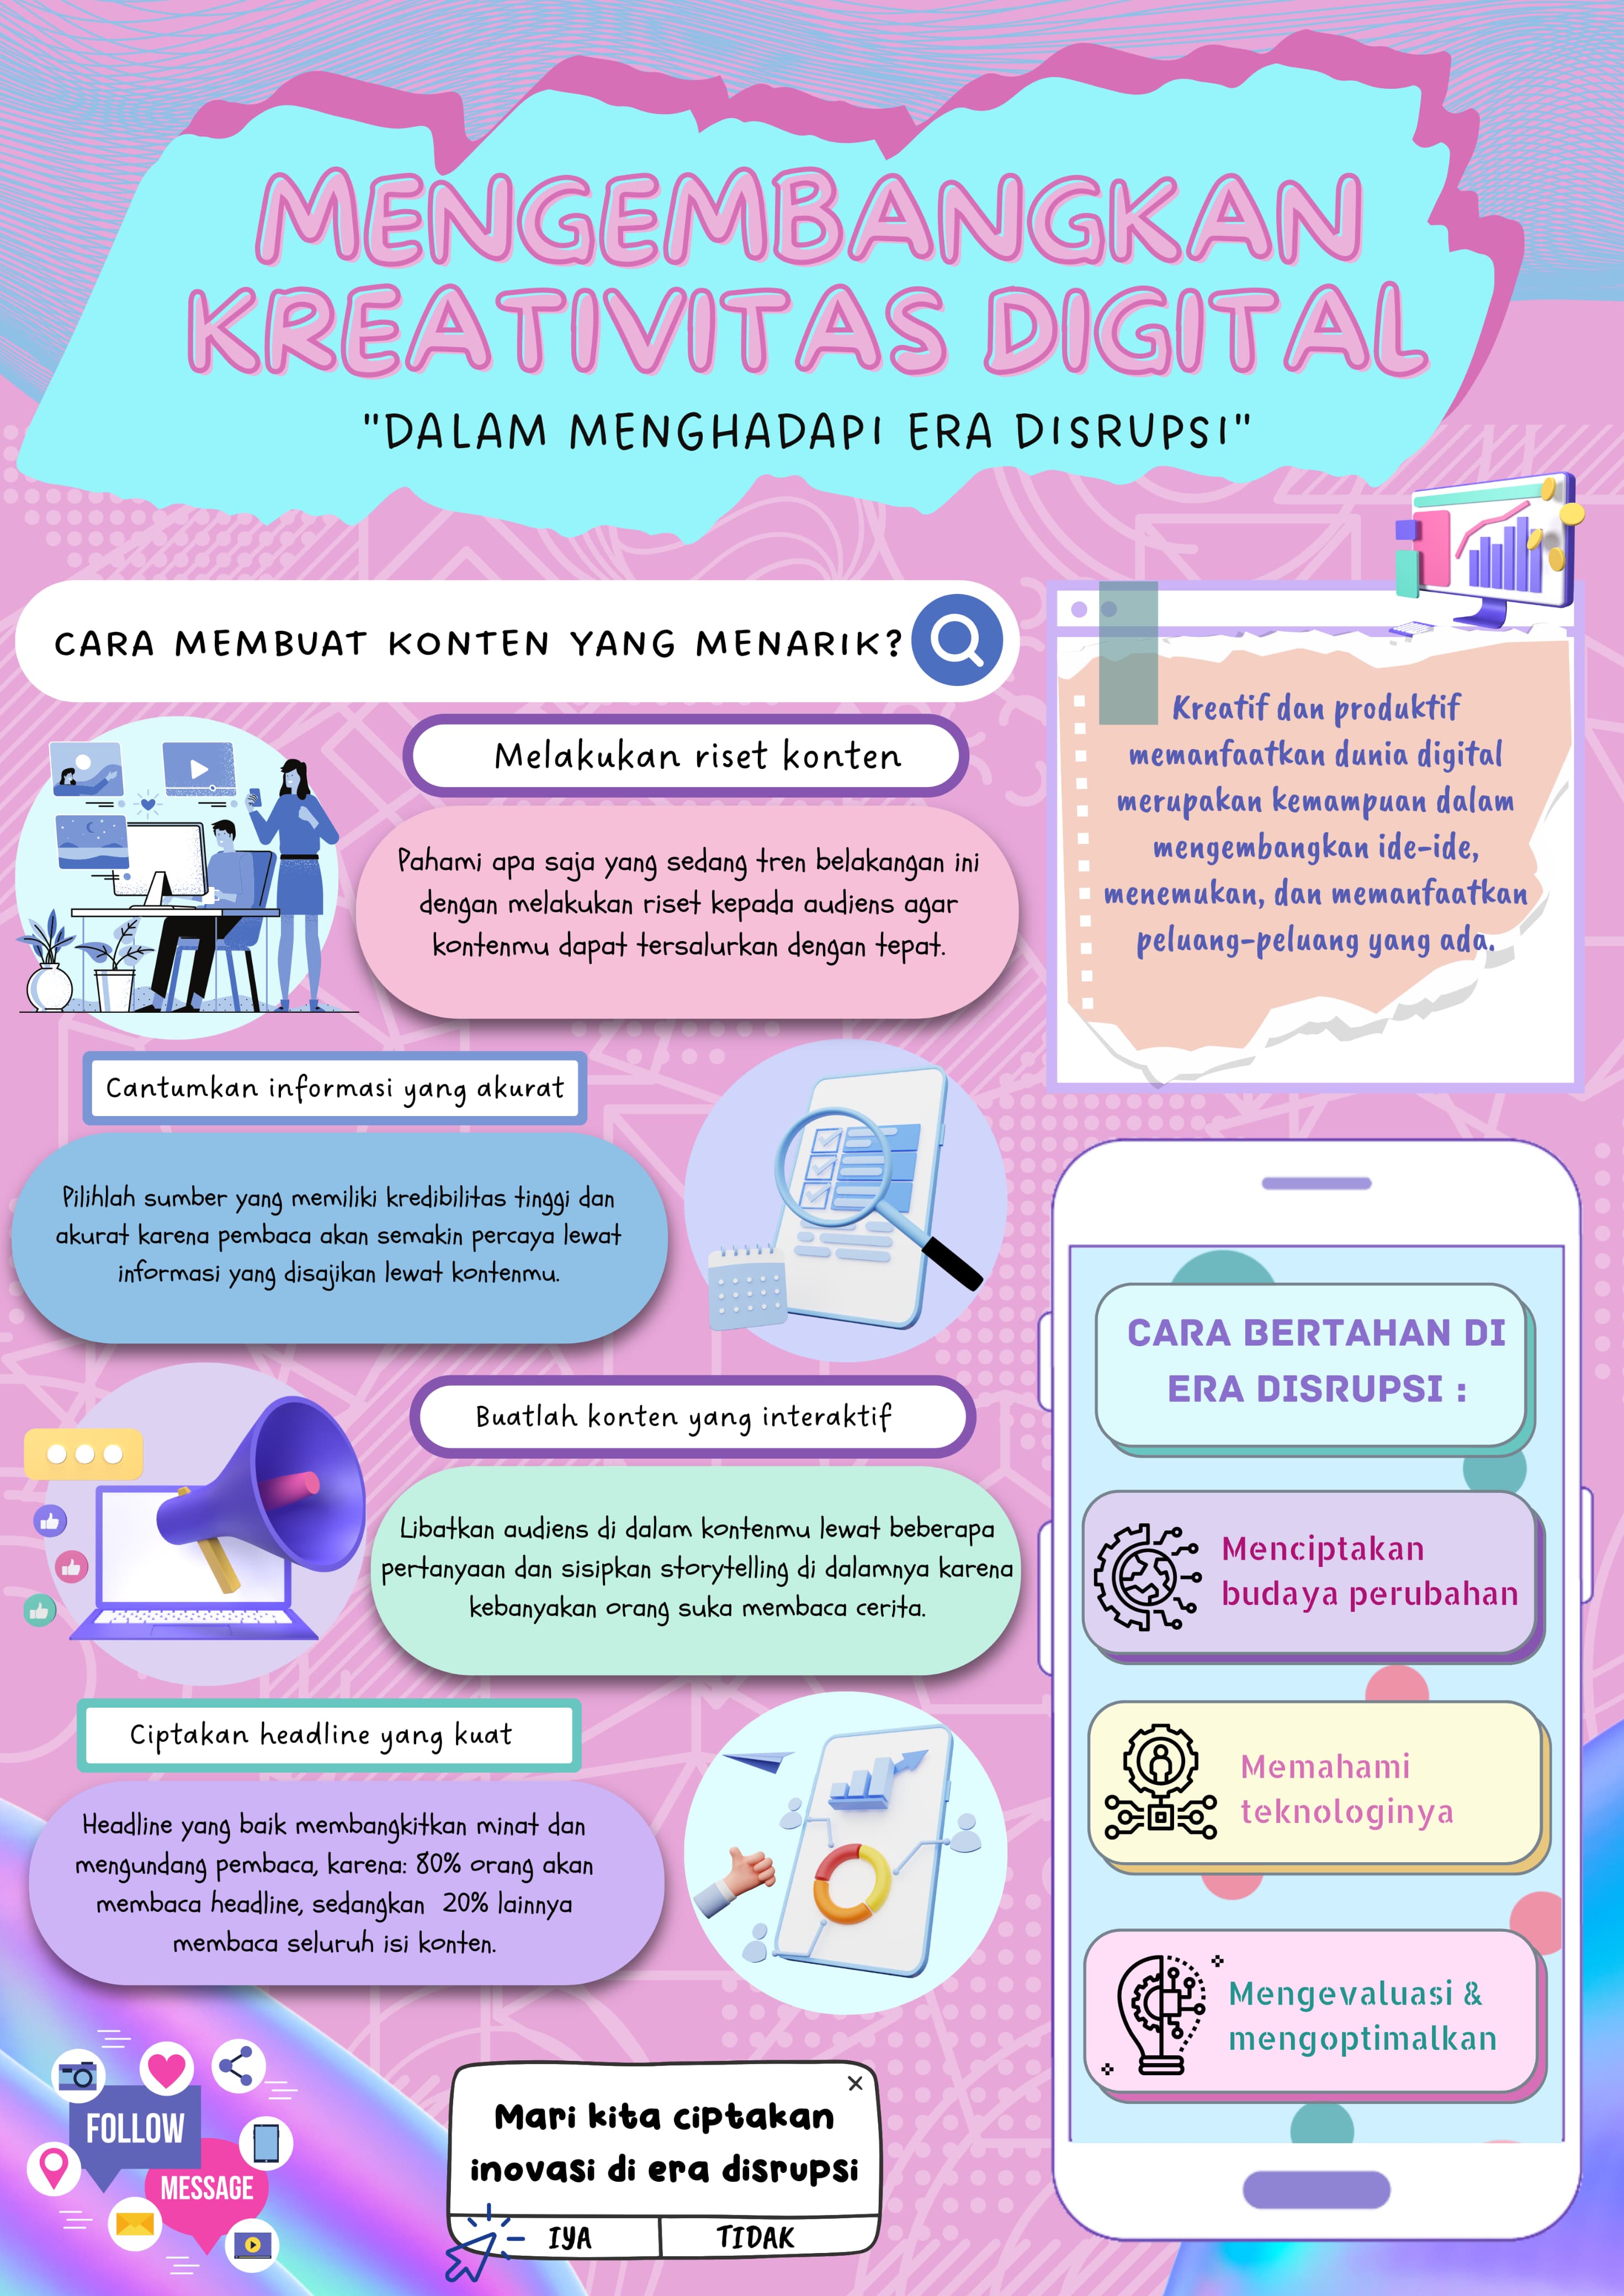 MENGEMBANGKAN
KREATIVITAS DIGITAL
"DALAM MENGHADAPI ERA DISRUPSI"
CARA MEMBUAT KONTEN YANG MENARIK?
Melakukan riset konten
Pahami apa saja yang sedang tren belakangan ini
dengan melakukan riset kepada audiens agar
kontenmu dapat tersalurkan dengan tepat.
Cantumkan informasi yang akurat
Pilihlah sumber yang memiliki kredibilitas tinggi dan
akurat karena pembaca akan semakin percaya lewat
informasi yang disajikan lewat kontenmu.
Buatlah konten yang interaktif
Libatkan audiens di dalam kontenmu lewat beberapa
pertanyaan dan sisipkan storytelling di dalamnya karena
kebanyakan orang suka membaca cerita.
Ciptakan headline yang kuat
Headline yang baik membangkitkan minat dan
mengundang pembaca, karena: 80% orang akan
membaca headline, sedangkan 20% lainnya
membaca seluruh isi konten.
Kreatif dan produktif
memanfaatkan dunia digital
merupakan kemampuan dalam
mengembangkan ide-ide,
menemukan, dan memanfaatkan
peluang-peluang yang ada.
CARA BERTAHAN DI
ERA DISRUPSI :
Menciptakan
budaya perubahan
Memahami
teknologinya
Mengevaluasi &
mengoptimalkan
FOLLOW
MESSAGE
Mari kita ciptakan
inovasi di era disrupsi
IYA
TIDAK